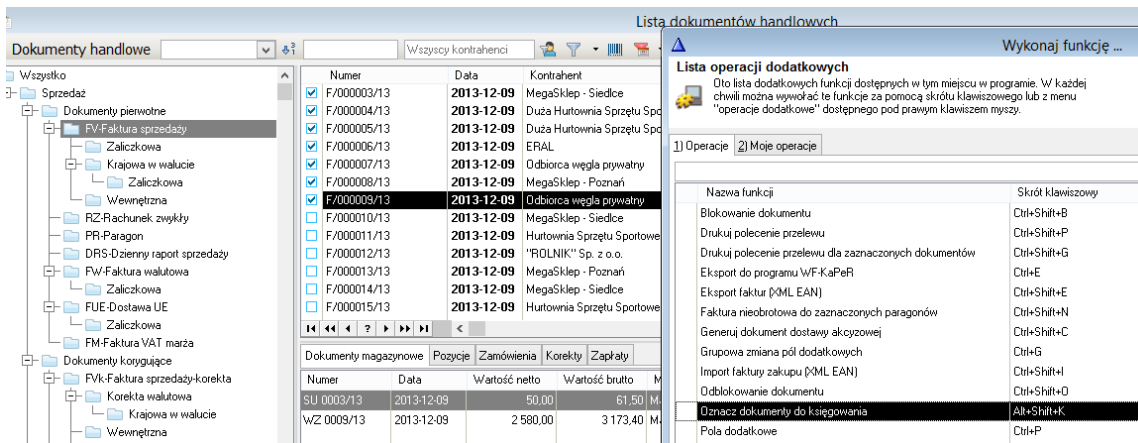 Lista dokumentów handlowych
Dokumenty handlowe
Wszyscy kontrahenci
Wszystko
Sprzedaż
Dokumenty pierwotne
FV-Faktura sprzedaży
Zaliczkowa
Krajowa w walucie
Zaliczkowa
Wewnętrzna
RZ-Rachunek zwykły
PR-Paragon
DRS-Dzienny raport sprzedaży
FW-Faktura walutowa
Zaliczkowa
FUE-Dostawa UE
Zaliczkowa
FM-Faktura VAT marża
Dokumenty korygujące
FVk-Faktura sprzedaży-korekta
Korekta walutowa
Krajowa w walucie
Wewnętrzna
Numer Data Kontrahent
F/000003/13 2013-12-09 MegaSklep - Siedlce
F/000004/13 2013-12-09 Duża Hurtownia Sprzętu Spo
F/000005/13 2013-12-09 Duża Hurtownia Sprzętu Spo
F/000006/13 2013-12-09 ERAL
F/000007/13 2013-12-09 Odbiorca węgla prywatny
F/000008/13 2013-12-09 MegaSklep - Poznań
F/000009/13 2013-12-09 Odbiorca węgla prywatny
F/000010/13 2013-12-09 MegaSklep - Siedlce
F/000011/13 2013-12-09 Hurtownia Sprzętu Sportowe
F/000012/13 2013-12-09 "ROLNIK" Sp. z o.o.
F/000013/13 2013-12-09 MegaSklep - Poznań
F/000014/13 2013-12-09 MegaSklep - Siedlce
F/000015/13 2013-12-09 Hurtownia Sprzętu Sportowe
Dokumenty magazynowe Pozycje Zamówienia Korekty Zapłaty
Numer Data Wartość netto Wartość brutto M
SU 0003/13 2013-12-09 50,00 61,50 M
WZ 0009/13 2013-12-09 2 580,00 3 173,40 M
Wykonaj funkcję ...
Lista operacji dodatkowych
Oto lista dodatkowych funkcji dostępnych w tym miejscu w programie. W każdej
chwili można wywołać te funkcje za pomocą skrótu klawiszowego lub z menu
"operacje dodatkowe" dostępnego pod prawym klawiszem myszy.
1) Operacje 2) Moje operacje
Nazwa funkcji Skrót klawiszowy
Blokowanie dokumentu Ctrl+Shift+B
Drukuj polecenie przelewu Ctrl+Shift+P
Drukuj polecenie przelewu dla zaznaczonych dokumentów Ctrl+Shift+G
Eksport do programu WF-KaPeR Ctrl+E
Eksport faktur (XML EAN) Ctrl+Shift+E
Faktura nieobrotowa do zaznaczonych paragonów Ctrl+Shift+N
Generuj dokument dostawy akcyzowej Ctrl+Shift+C
Grupowa zmiana pól dodatkowych Ctrl+G
Import faktury zakupu (XML EAN) Ctrl+Shift+I
Odblokowanie dokumentu Ctrl+Shift+O
Oznacz dokumenty do księgowania Alt+Shift+K
Pola dodatkowe Ctrl+P